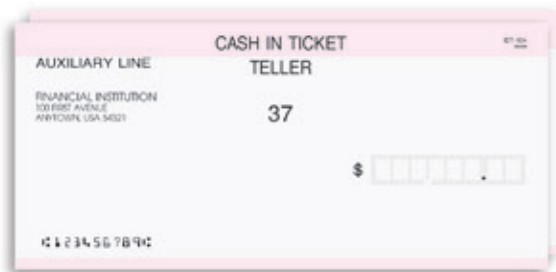 CASH IN TICKET
AUXILIARY LINE
TELLER
FINANCIAL INSTITUTION
100 FIRST AVENUE
ANYTOWN, USA 54321
37
$ .
⑆123456789⑆